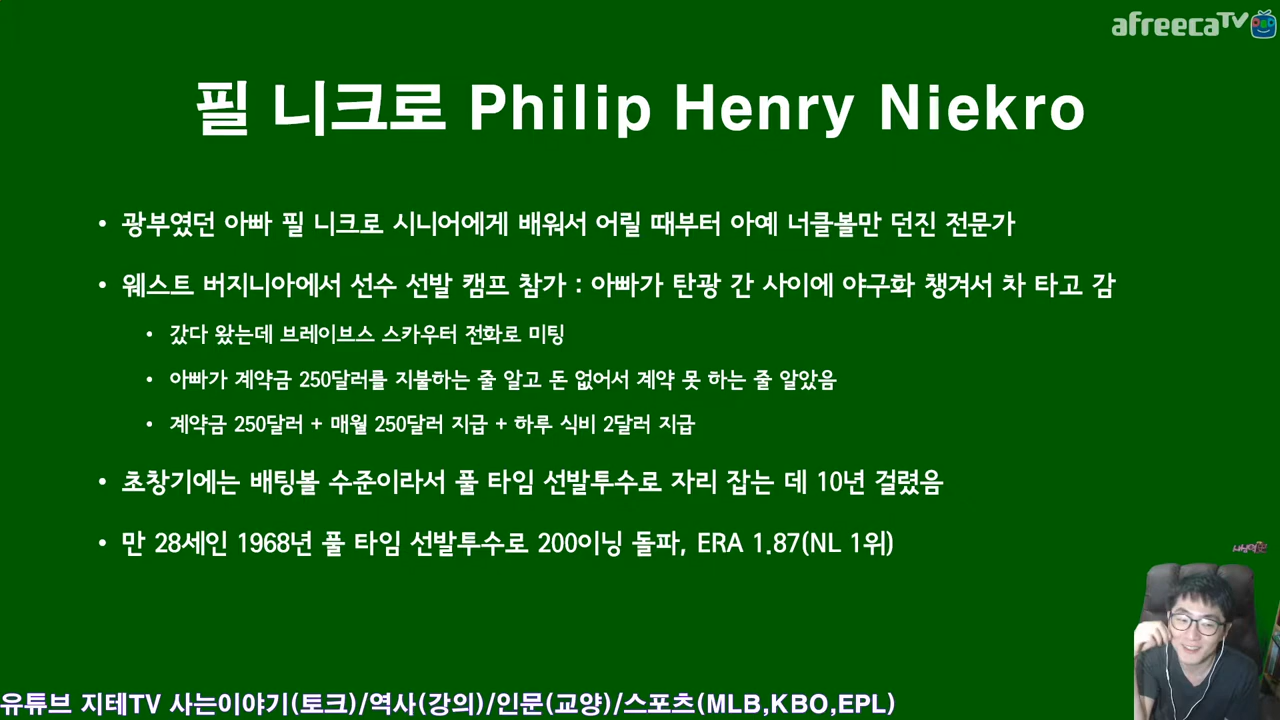 afreecaTV
필 니크로 Philip Henry Niekro
• 광부였던 아빠 필 니크로 시니어에게 배워서 어릴 때부터 아예 너클볼만 던진 전문가
• 웨스트 버지니아에서 선수 선발 캠프 참가 : 아빠가 탄광 간 사이에 야구화 챙겨서 차 타고 감
• 갔다 왔는데 브레이브스 스카우터 전화로 미팅
• 아빠가 계약금 250달러를 지불하는 줄 알고 돈 없어서 계약 못 하는 줄 알았음
• 계약금 250달러 + 매월 250달러 지급 + 하루 식비 2달러 지급
• 초창기에는 배팅볼 수준이라서 풀 타임 선발투수로 자리 잡는 데 10년 걸렸음
• 만 28세인 1968년 풀 타임 선발투수로 200이닝 돌파, ERA 1.87(NL 1위)
유튜브 지테TV 사는이야기(토크)/역사(강의)/인문(교양)/스포츠(MLB,KBO,EPL)